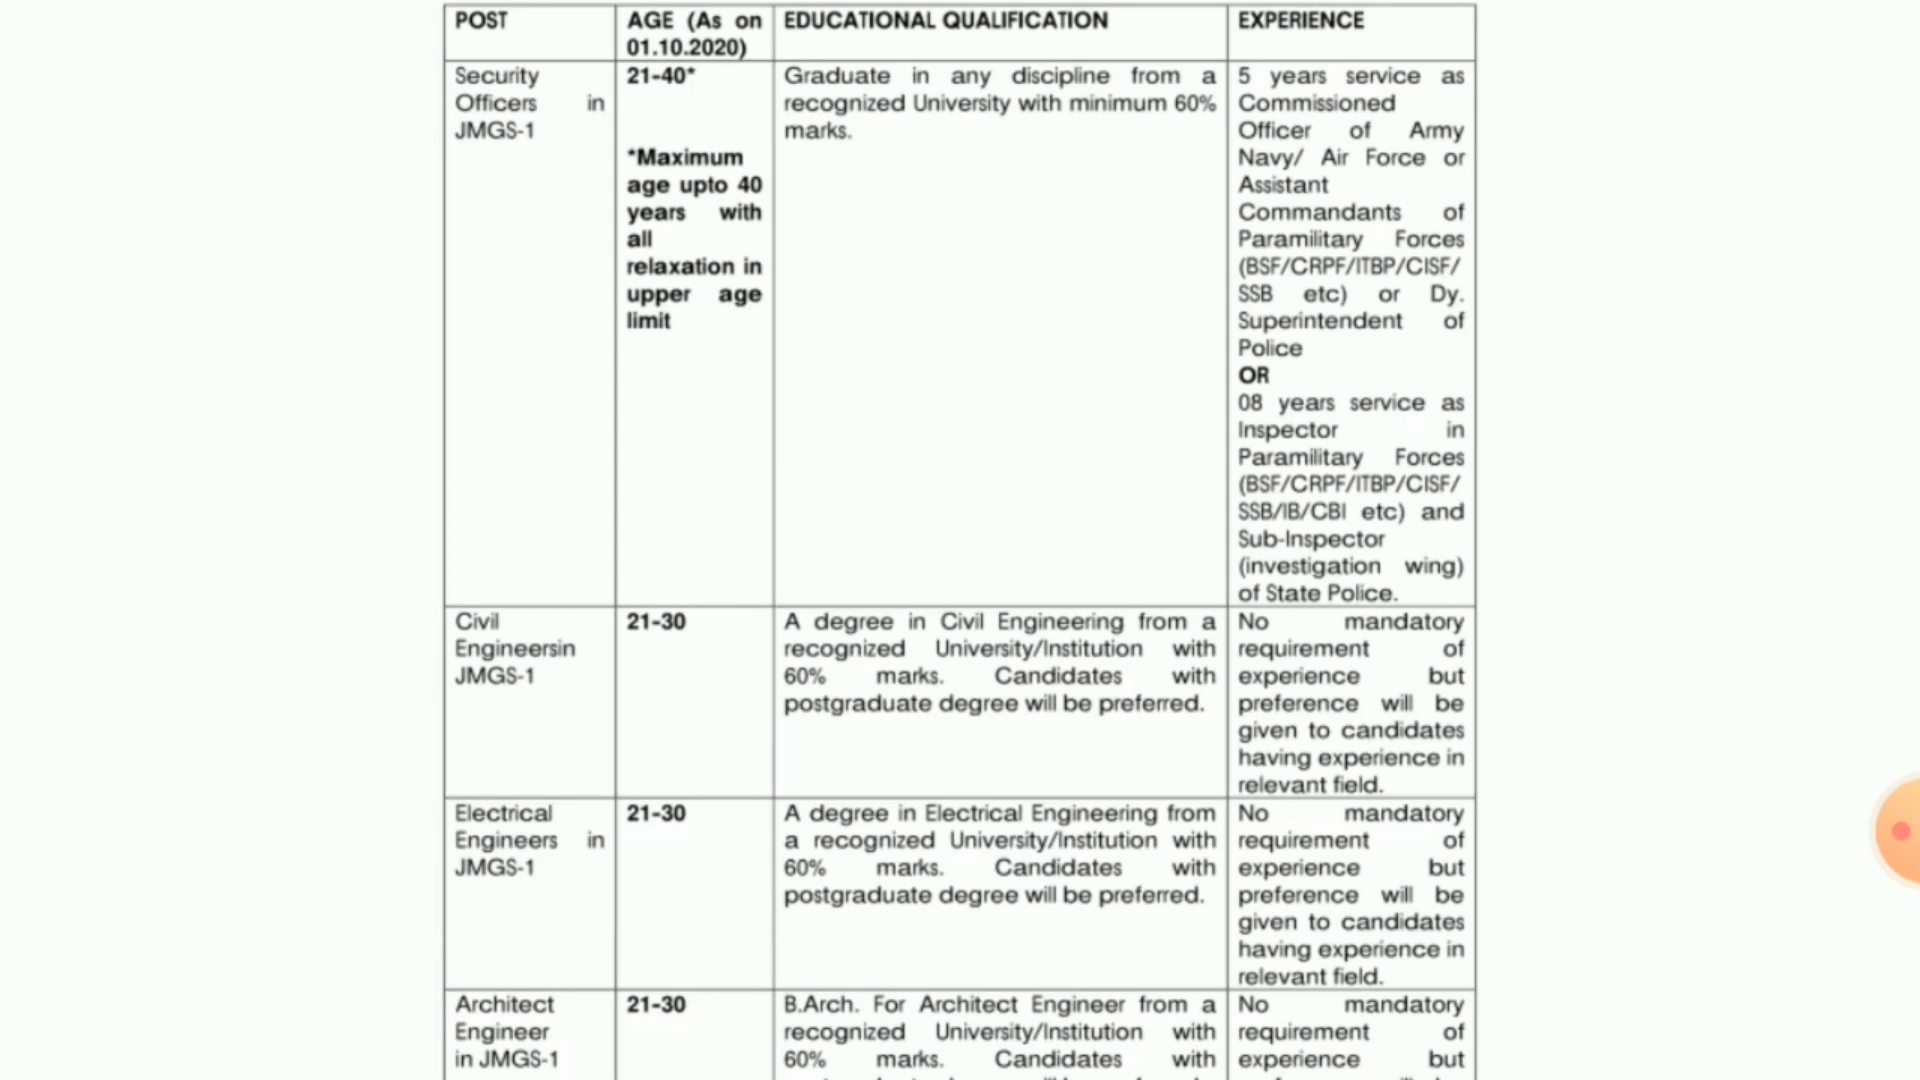 POST
AGE (As on
01.10.2020)
EDUCATIONAL QUALIFICATION
EXPERIENCE
Security
Officers in
JMGS-1
21-40*
*Maximum
age upto 40
years with
all
relaxation in
upper age
limit
Graduate in any discipline from a
recognized University with minimum 60%
marks.
5 years service as
Commissioned
Officer of Army
Navy/ Air Force or
Assistant
Commandants of
Paramilitary Forces
(BSF/CRPF/ITBP/CISF/
SSB etc) or Dy.
Superintendent of
Police
OR
08 years service as
Inspector in
Paramilitary Forces
(BSF/CRPF/ITBP/CISF/
SSB/IB/CBI etc) and
Sub-Inspector
(investigation wing)
of State Police.
Civil
Engineersin
JMGS-1
21-30
A degree in Civil Engineering from a
recognized University/Institution with
60% marks. Candidates with
postgraduate degree will be preferred.
No mandatory
requirement of
experience but
preference will be
given to candidates
having experience in
relevant field.
Electrical
Engineers in
JMGS-1
21-30
A degree in Electrical Engineering from
a recognized University/Institution with
60% marks. Candidates with
postgraduate degree will be preferred.
No mandatory
requirement of
experience but
preference will be
given to candidates
having experience in
relevant field.
Architect
Engineer
in JMGS-1
21-30
B.Arch. For Architect Engineer from a
recognized University/Institution with
60% marks. Candidates with
No mandatory
requirement of
experience but